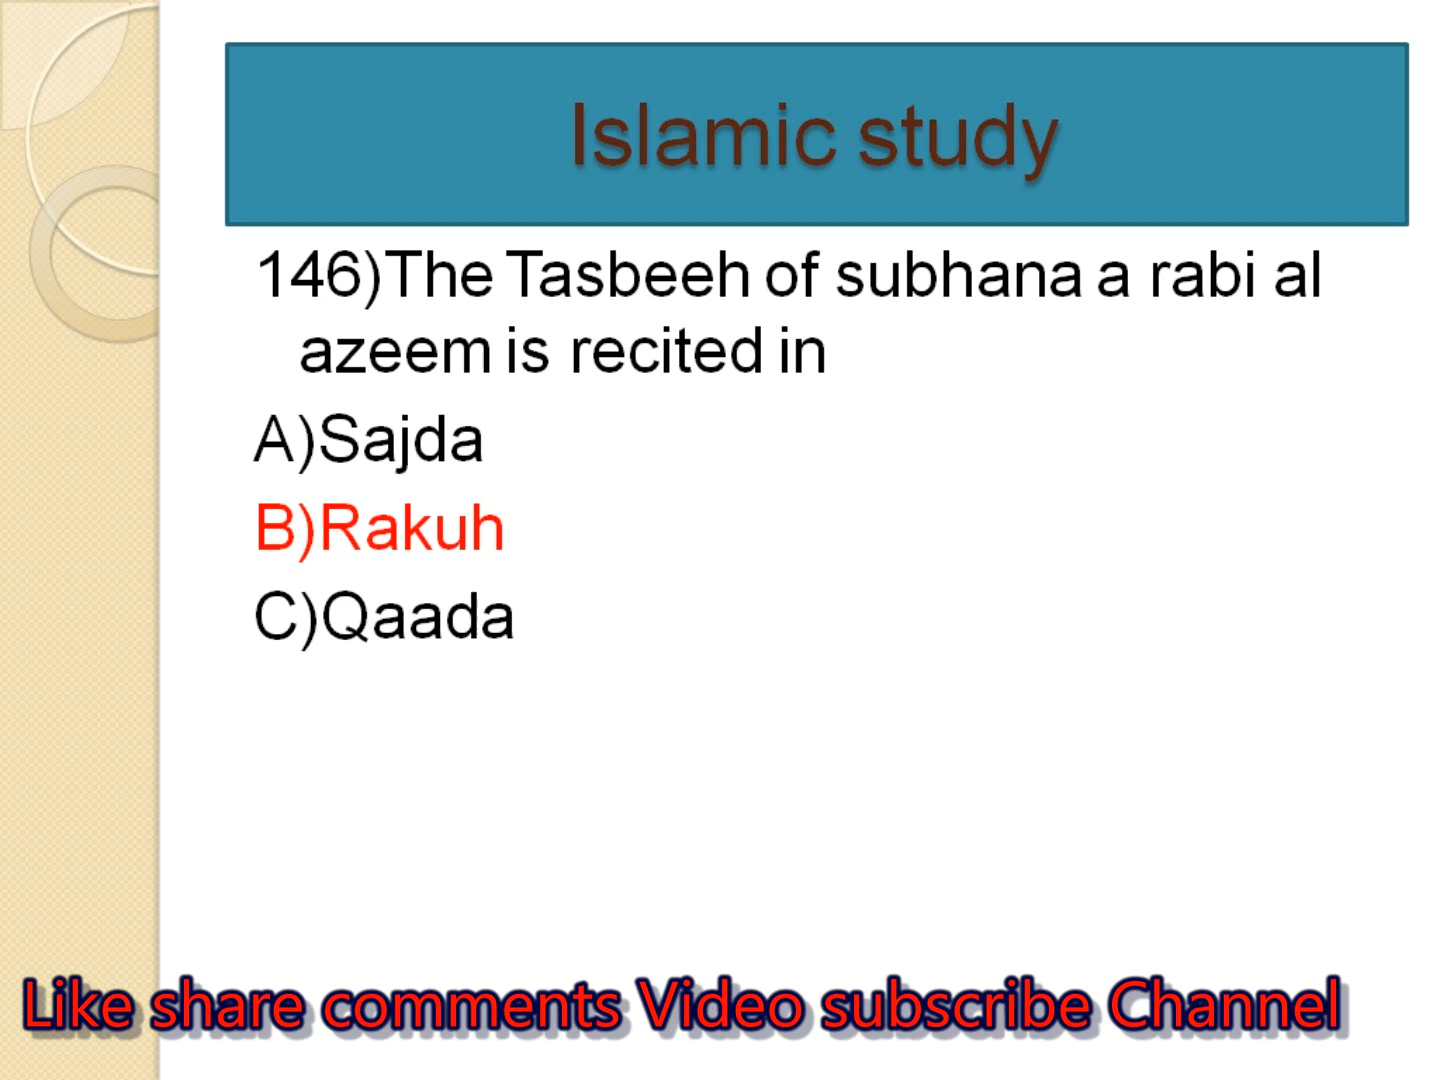 Islamic study
146)The Tasbeeh of subhana a rabi al
azeem is recited in
A)Sajda
B)Rakuh
C)Qaada
Like share comments Video subscribe Channel